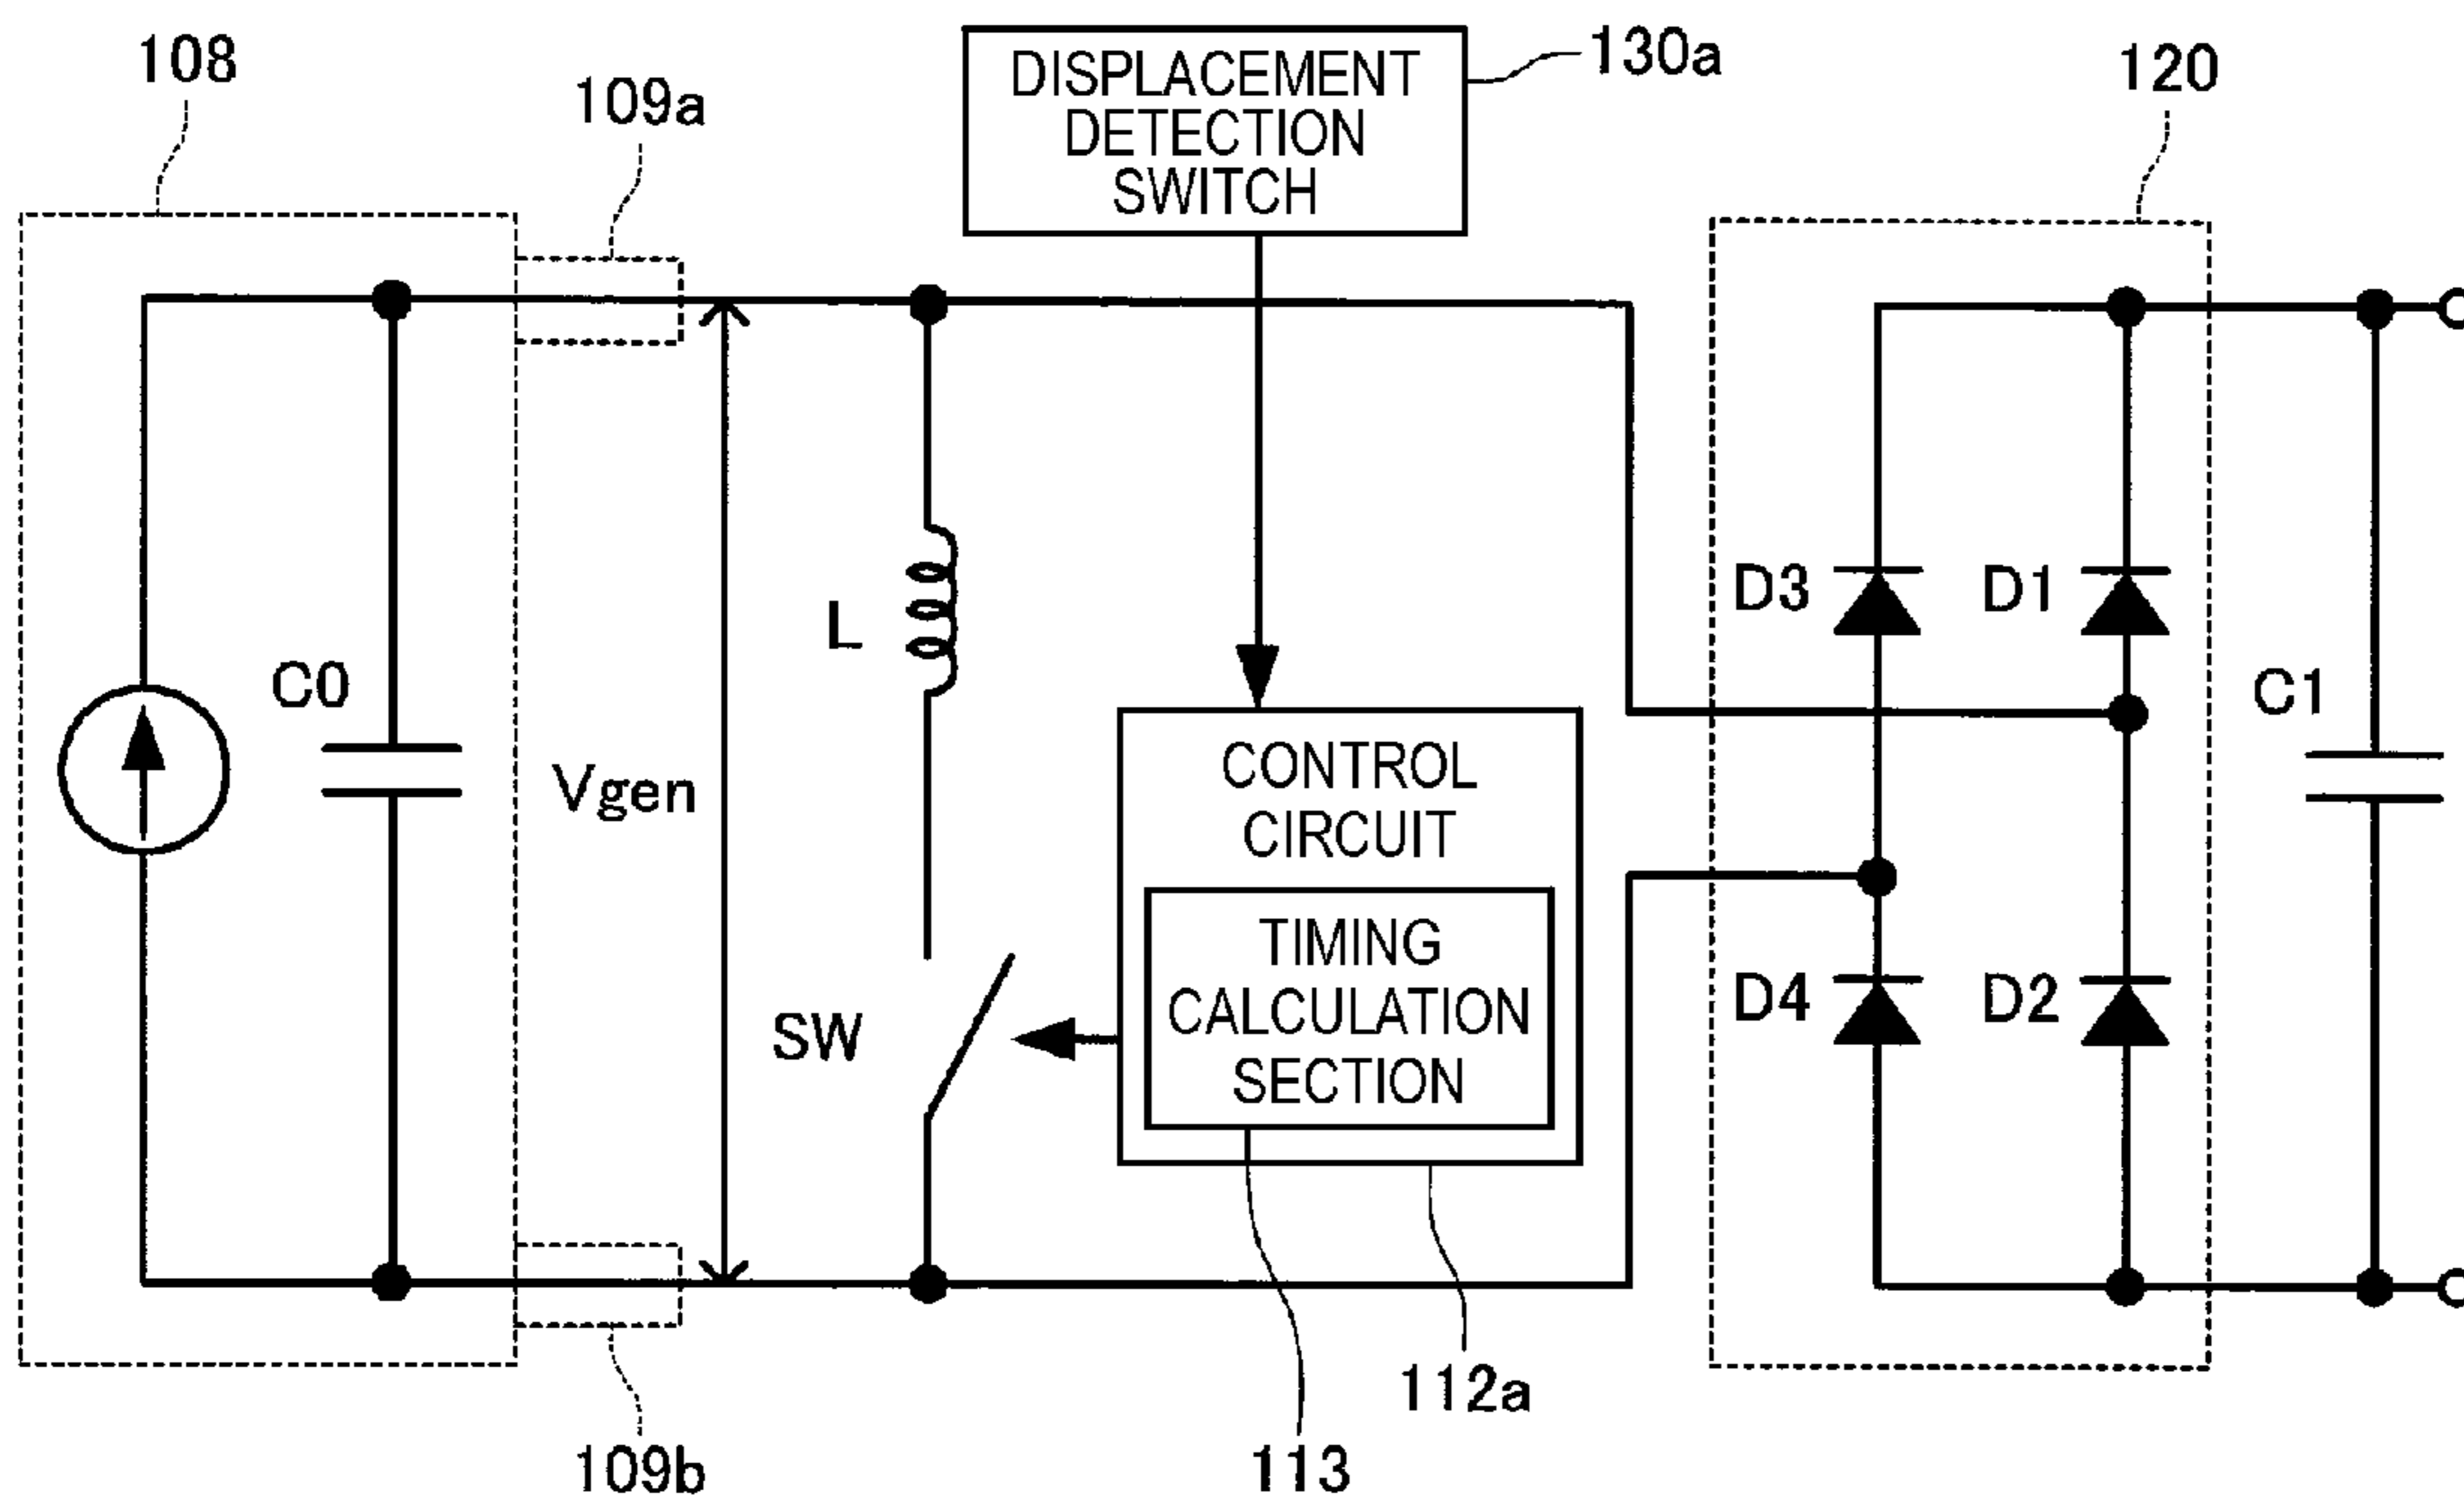 108
109a
DISPLACEMENT
DETECTION
SWITCH
130a
120
D3
D1
L
C0
C1
Vgen
CONTROL
CIRCUIT
TIMING
CALCULATION
SECTION
D4
D2
SW
112a
113
109b